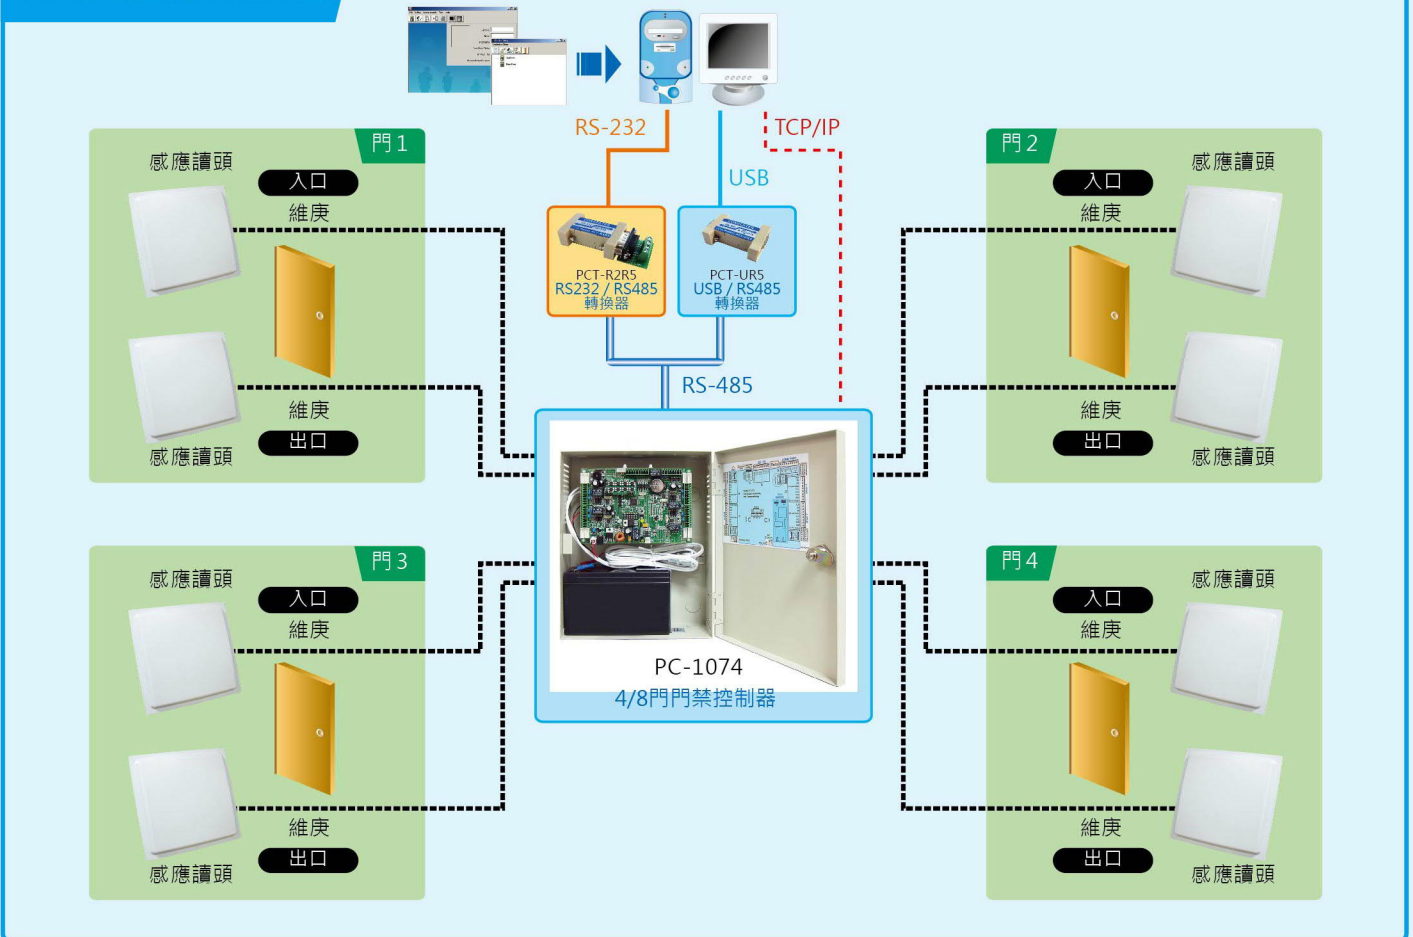 RS-232
TCP/IP
USB
PCT-R2R5
RS232 / RS485
轉換器
PCT-UR5
USB / RS485
轉換器
RS-485
門1
感應讀頭
入口
維庚
維庚
出口
感應讀頭
門2
感應讀頭
入口
維庚
維庚
出口
感應讀頭
PC-1074
4/8門門禁控制器
門3
感應讀頭
入口
維庚
維庚
出口
感應讀頭
門4
感應讀頭
入口
維庚
維庚
出口
感應讀頭